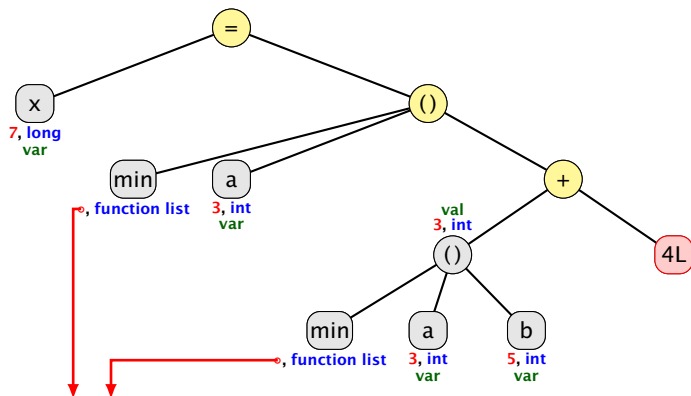 =
x
7, long
var
()
min
, function list
a
3, int
var
+
val
3, int
()
4L
min
, function list
a
3, int
var
b
5, int
var